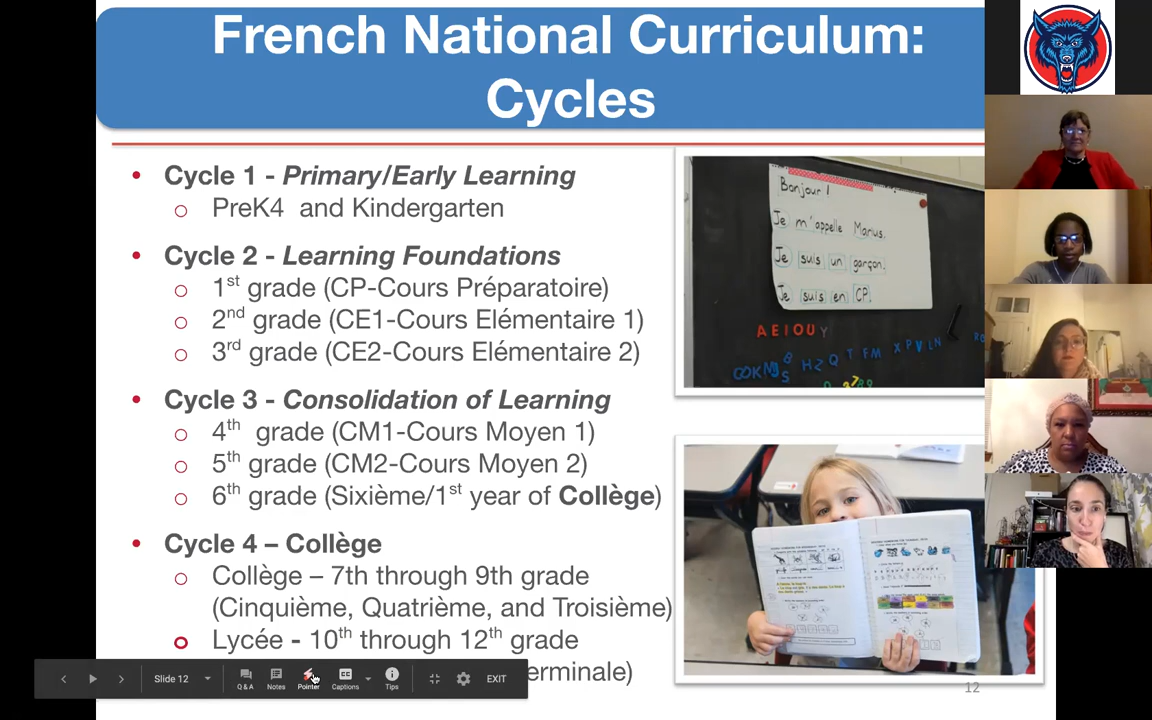 French National Curriculum:
Cycles
• Cycle 1 - Primary/Early Learning
o PreK4 and Kindergarten
• Cycle 2 - Learning Foundations
o 1st grade (CP-Cours Préparatoire)
o 2nd grade (CE1-Cours Elémentaire 1)
o 3rd grade (CE2-Cours Elémentaire 2)
• Cycle 3 - Consolidation of Learning
o 4th grade (CM1-Cours Moyen 1)
o 5th grade (CM2-Cours Moyen 2)
o 6th grade (Sixième/1st year of Collège)
• Cycle 4 – Collège
o Collège – 7th through 9th grade
(Cinquième, Quatrième, and Troisième)
o Lycée - 10th through 12th grade
erminale)
Bonjour !
Je m'appelle Marius.
Je suis un garçon.
Je suis en CP.
A E I O U Y
12
Slide 12
Q & A
Notes
Pointer
CC
Captions
Tips
EXIT